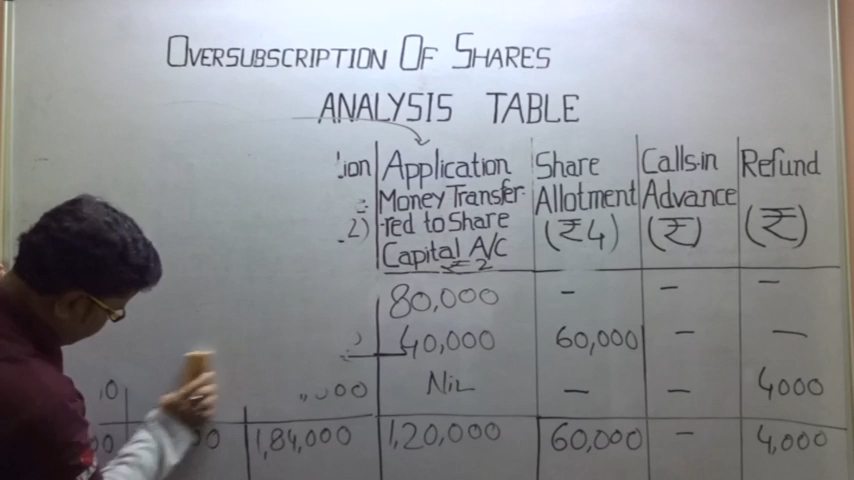 OVERSUBSCRIPTION OF SHARES
ANALYSIS TABLE
Application Share Calls.in Refund
Money Transfer- Allotment Advance (₹)
-red to Share (₹4) (₹)
2)
Capital A/C
₹2
80,000 - - -
40,000 60,000 - -
Nil - - 4000
1,84,000 1,20,000 60,000 - 4,000